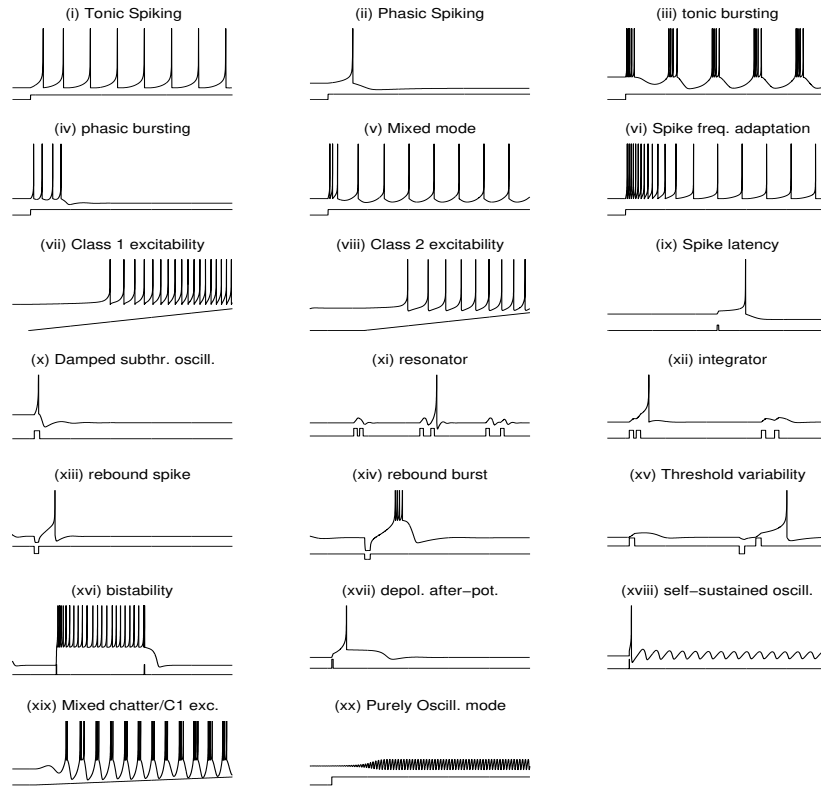 (i) Tonic Spiking
(ii) Phasic Spiking
(iii) tonic bursting
(iv) phasic bursting
(v) Mixed mode
(vi) Spike freq. adaptation
(vii) Class 1 excitability
(viii) Class 2 excitability
(ix) Spike latency
(x) Damped subthr. oscill.
(xi) resonator
(xii) integrator
(xiii) rebound spike
(xiv) rebound burst
(xv) Threshold variability
(xvi) bistability
(xvii) depol. after−pot.
(xviii) self−sustained oscill.
(xix) Mixed chatter/C1 exc.
(xx) Purely Oscill. mode